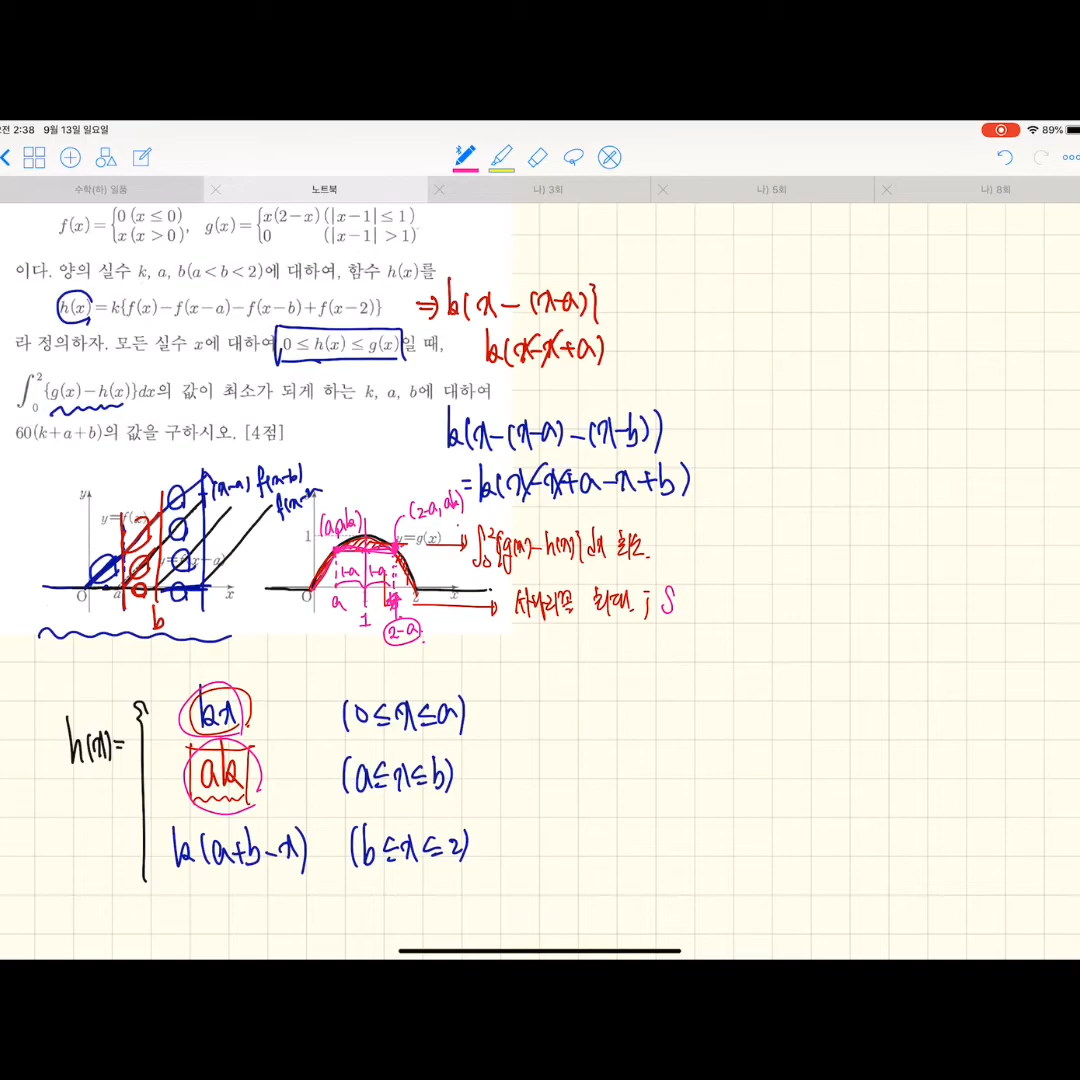 오전 2:38 9월 13일 일요일
89%
수학(하) 일품
노트북
나) 3회
나) 5회
나) 8회
f(x)={0 (x≤0), x (x>0), g(x)={x(2−x) (|x−1|≤1) 0 (|x−1|>1).
이다. 양의 실수 k, a, b(a<b<2)에 대하여, 함수 h(x)를
h(x)=k{f(x)−f(x−a)−f(x−b)+f(x−2)}
⇒ k(x−(x−a)}
라 정의하자. 모든 실수 x에 대하여 0≤h(x)≤g(x)일 때,
k(x−x+a)
∫₀²{g(x)−h(x)}dx의 값이 최소가 되게 하는 k, a, b에 대하여
60(k+a+b)의 값을 구하시오. [4점]
k(x−(x−a)−(x−b))
=k(x−x+a−x+b)
f(x−b)
(a,ak)
(2−a, ak)
y
y=f(x)
1
y=g(x)
→ ∫₀²{g(x)−h(x)}dx 최소.
1−a
1−a
O
a
x
b
O
a
1
2
x
2−a
→ 사다리꼴 최대 ; S
h(x)=
kx (0≤x≤a)
ak (a≤x≤b)
k(a+b−x) (b≤x≤2)